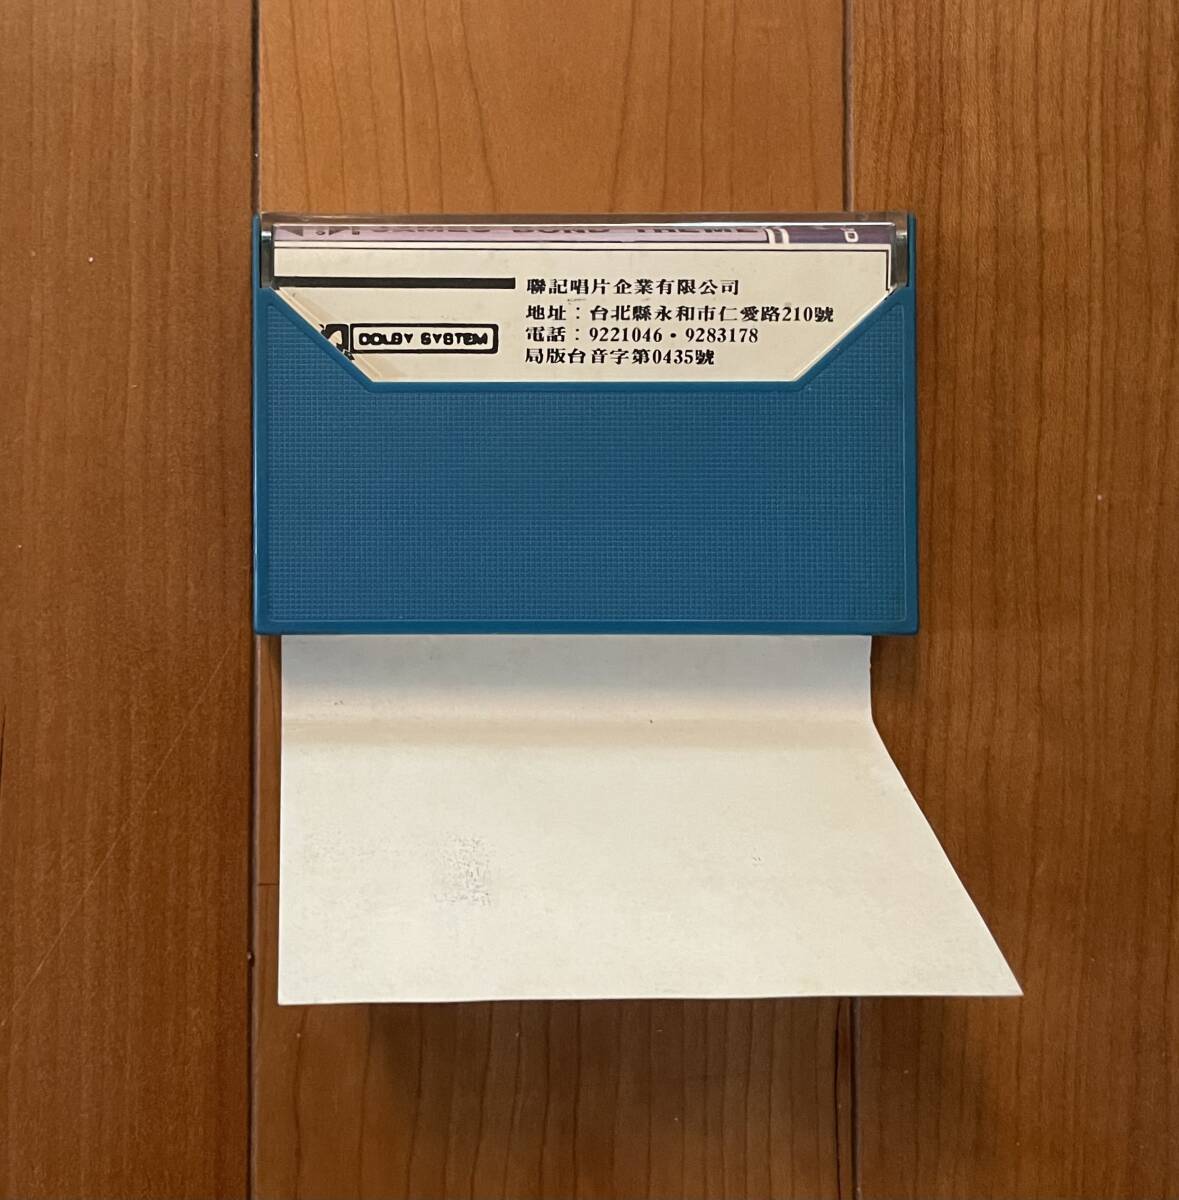 JAMES BOND THEME
聯記唱片企業有限公司
地址：台北縣永和市仁愛路210號
DOLBY SYSTEM
電話：9221046・9283178
局版台音字第0435號